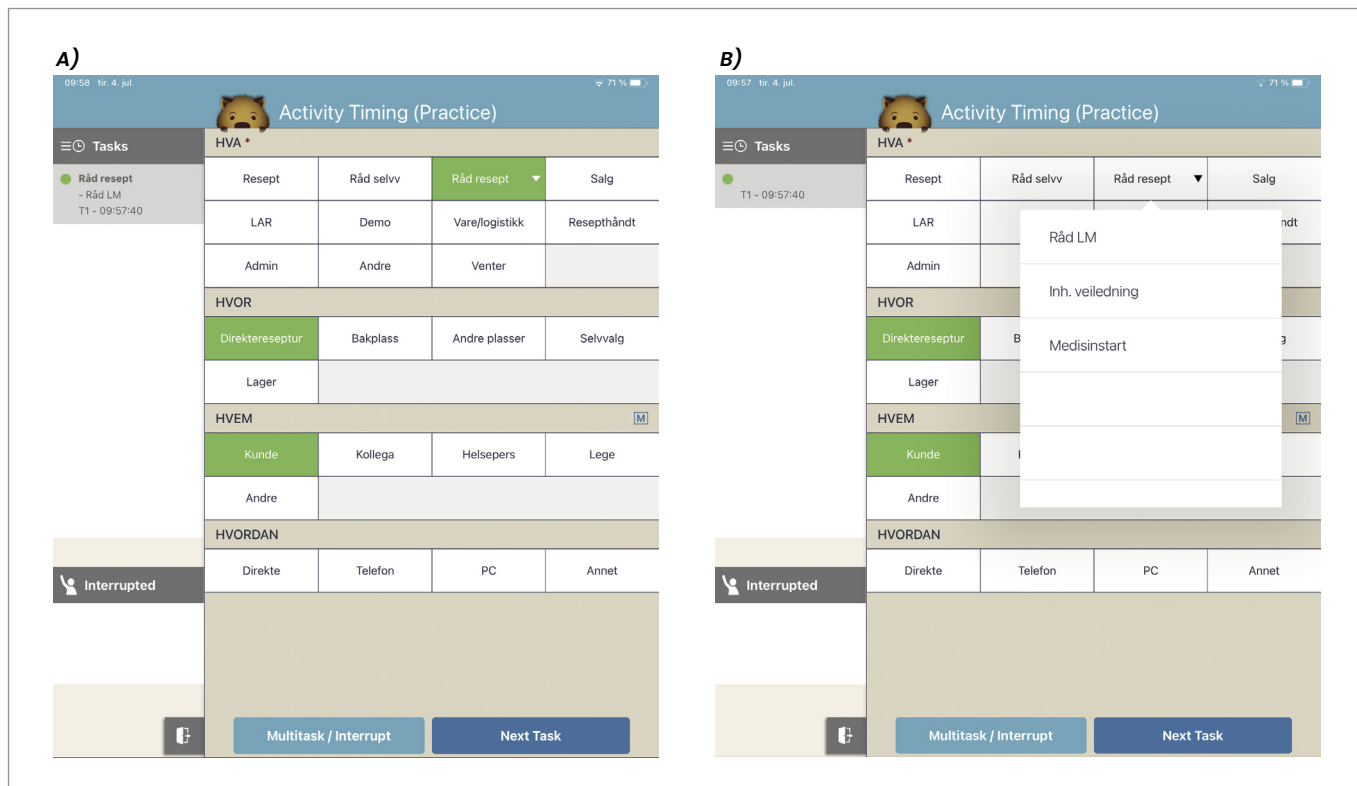 A)
09:58 tir. 4. jul.
71 %
Activity Timing (Practice)
Tasks
HVA *
Råd resept
- Råd LM
T1 - 09:57:40
Resept Råd selvv Råd resept Salg
LAR Demo Vare/logistikk Resepthåndt
Admin Andre Venter
HVOR
Direktereseptur Bakplass Andre plasser Selvvalg
Lager
HVEM M
Kunde Kollega Helsepers Lege
Andre
HVORDAN
Direkte Telefon PC Annet
Interrupted
Multitask / Interrupt Next Task
B)
09:57 tir. 4. jul.
71 %
Activity Timing (Practice)
Tasks
HVA *
T1 - 09:57:40
Resept Råd selvv Råd resept Salg
LAR ndt
Råd LM
Admin
Inh. veiledning
HVOR
Direktereseptur B g
Medisinstart
Lager
HVEM M
Kunde
Andre
HVORDAN
Direkte Telefon PC Annet
Interrupted
Multitask / Interrupt Next Task